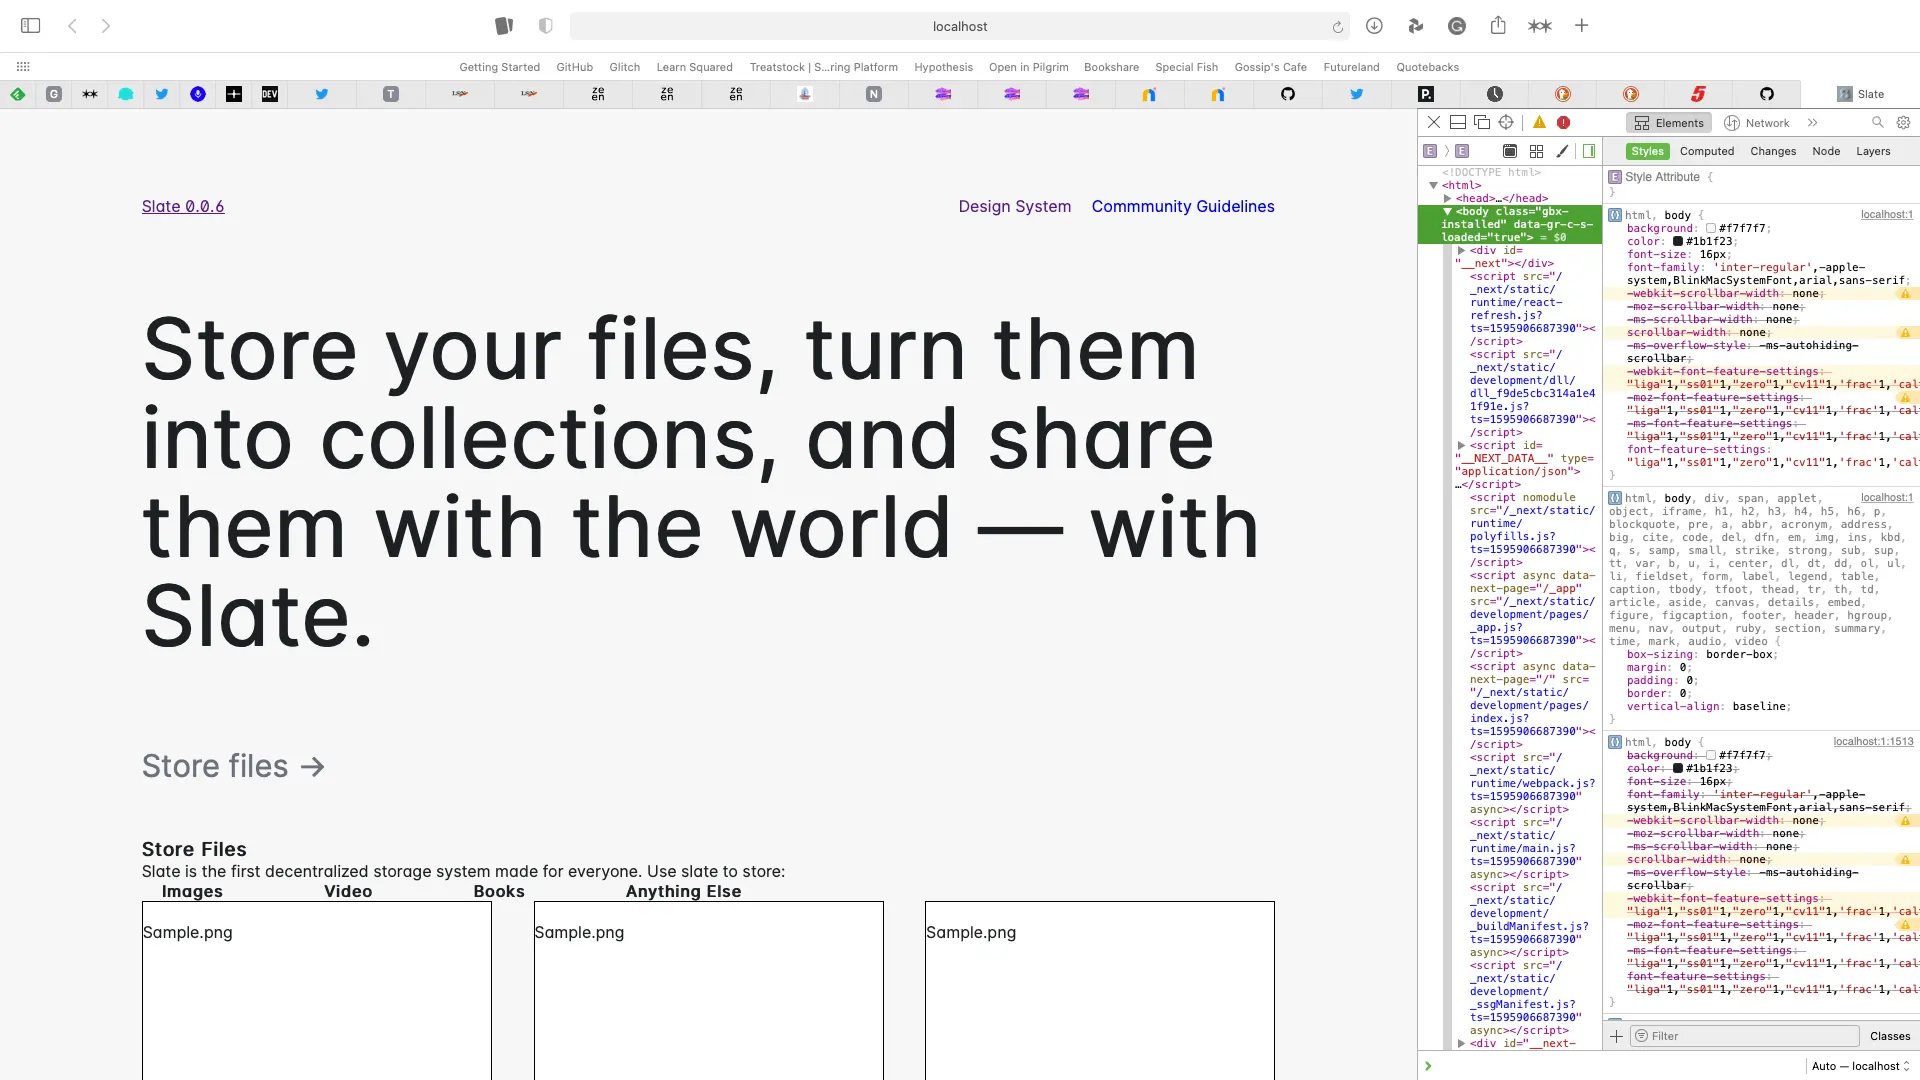 localhost
Getting Started GitHub Glitch Learn Squared Treatstock | S...ring Platform Hypothesis Open in Pilgrim Bookshare Special Fish Gossip's Cafe Futureland Quotebacks
G DEV T ze en ze en ze en N P. 5 Slate
Slate 0.0.6 Design System Commmunity Guidelines
Store your files, turn them
into collections, and share
them with the world — with
Slate.
Store files →
Store Files
Slate is the first decentralized storage system made for everyone. Use slate to store:
Images Video Books Anything Else
Sample.png Sample.png Sample.png
Elements Network
E E
<!DOCTYPE html>
<html>
<head>…</head>
<body class="gbx-
installed" data-gr-c-s-
loaded="true"> = $0
<div id=
"__next"></div>
<script src="/
_next/static/
runtime/react-
refresh.js?
ts=1595906687390"><
/script>
<script src="/
_next/static/
development/dll/
dll_f9de5cbc314a1e4
1f91e.js?
ts=1595906687390"><
/script>
<script id=
"__NEXT_DATA__" type=
"application/json">
…</script>
<script nomodule
src="/_next/static/
runtime/
polyfills.js?
ts=1595906687390"><
/script>
<script async data-
next-page="/_app"
src="/_next/static/
development/pages/
_app.js?
ts=1595906687390"><
/script>
<script async data-
next-page="/" src=
"/_next/static/
development/pages/
index.js?
ts=1595906687390"><
/script>
<script src="/
_next/static/
runtime/webpack.js?
ts=1595906687390"
async></script>
<script src="/
_next/static/
runtime/main.js?
ts=1595906687390"
async></script>
<script src="/
_next/static/
development/
_buildManifest.js?
ts=1595906687390"
async></script>
<script src="/
_next/static/
development/
_ssgManifest.js?
ts=1595906687390"
async></script>
<div id="__next-
Styles Computed Changes Node Layers
E Style Attribute {
}
html, body { localhost:1
background: #f7f7f7;
color: #1b1f23;
font-size: 16px;
font-family: 'inter-regular',-apple-
system,BlinkMacSystemFont,arial,sans-serif;
-webkit-scrollbar-width: none;
-moz-scrollbar-width: none;
-ms-scrollbar-width: none;
scrollbar-width: none;
-ms-overflow-style: -ms-autohiding-
scrollbar;
-webkit-font-feature-settings:
"liga"1,"ss01"1,"zero"1,"cv11"1,'frac'1,'cal
-moz-font-feature-settings:
"liga"1,"ss01"1,"zero"1,"cv11"1,'frac'1,'cal
-ms-font-feature-settings:
"liga"1,"ss01"1,"zero"1,"cv11"1,'frac'1,'cal
font-feature-settings:
"liga"1,"ss01"1,"zero"1,"cv11"1,'frac'1,'cal
}
html, body, div, span, applet, localhost:1
object, iframe, h1, h2, h3, h4, h5, h6, p,
blockquote, pre, a, abbr, acronym, address,
big, cite, code, del, dfn, em, img, ins, kbd,
q, s, samp, small, strike, strong, sub, sup,
tt, var, b, u, i, center, dl, dt, dd, ol, ul,
li, fieldset, form, label, legend, table,
caption, tbody, tfoot, thead, tr, th, td,
article, aside, canvas, details, embed,
figure, figcaption, footer, header, hgroup,
menu, nav, output, ruby, section, summary,
time, mark, audio, video {
box-sizing: border-box;
margin: 0;
padding: 0;
border: 0;
vertical-align: baseline;
}
html, body { localhost:1:1513
background: #f7f7f7;
color: #1b1f23;
font-size: 16px;
font-family: 'inter-regular',-apple-
system,BlinkMacSystemFont,arial,sans-serif;
-webkit-scrollbar-width: none;
-moz-scrollbar-width: none;
-ms-scrollbar-width: none;
scrollbar-width: none;
-ms-overflow-style: -ms-autohiding-
scrollbar;
-webkit-font-feature-settings:
"liga"1,"ss01"1,"zero"1,"cv11"1,'frac'1,'cal
-moz-font-feature-settings:
"liga"1,"ss01"1,"zero"1,"cv11"1,'frac'1,'cal
-ms-font-feature-settings:
"liga"1,"ss01"1,"zero"1,"cv11"1,'frac'1,'cal
font-feature-settings:
"liga"1,"ss01"1,"zero"1,"cv11"1,'frac'1,'cal
}
Filter Classes
Auto — localhost